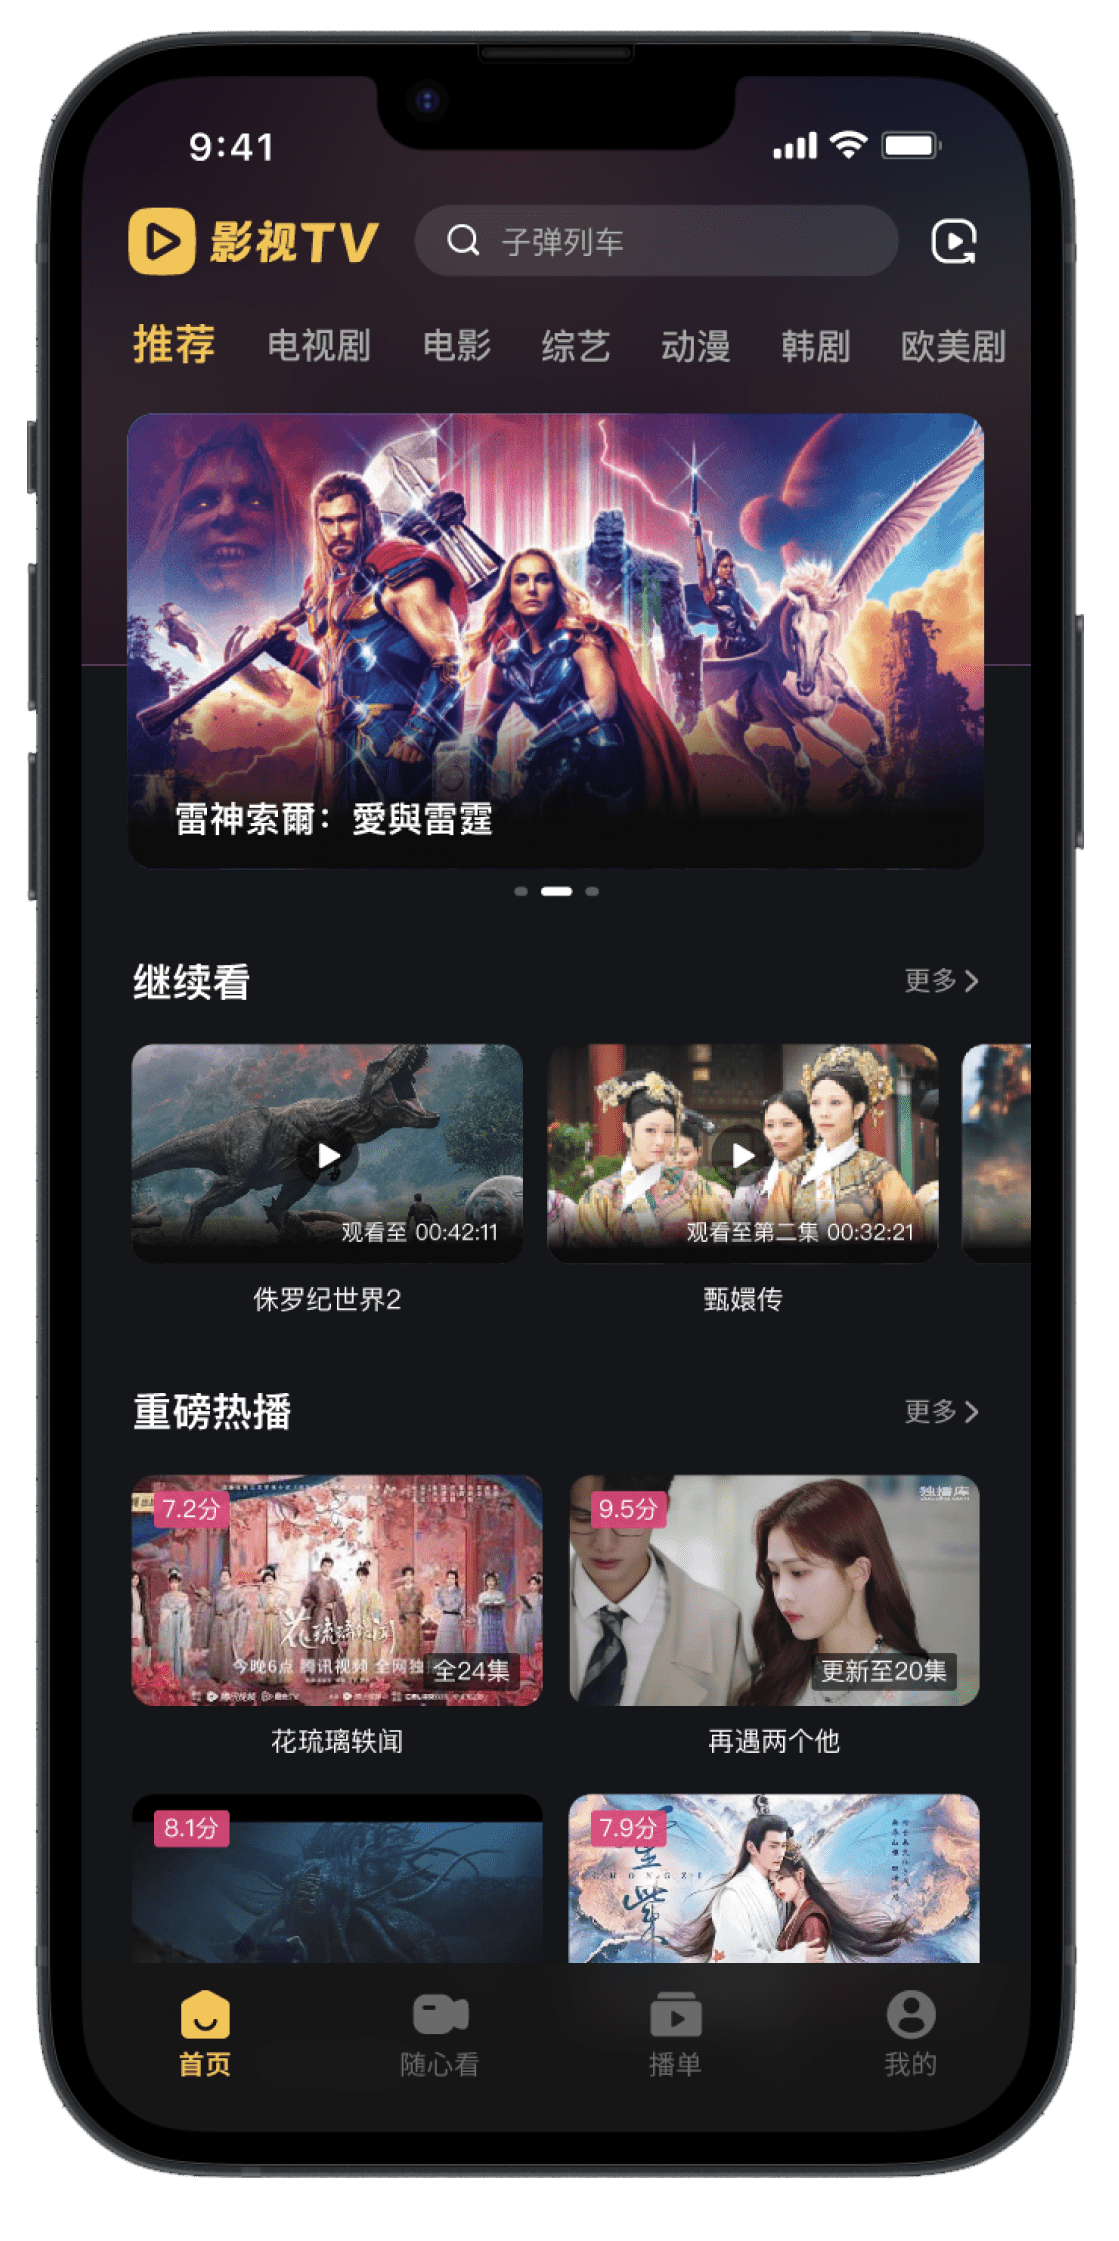 9:41
影视TV
子弹列车
推荐 电视剧 电影 综艺 动漫 韩剧 欧美剧
雷神索爾：愛與雷霆
继续看 更多
观看至 00:42:11
观看至第二集 00:32:21
侏罗纪世界2
甄嬛传
重磅热播 更多
7.2分
花琉璃轶闻
今晚6点 腾讯视频 全网独
全24集
9.5分
独播库
更新至20集
花琉璃轶闻
再遇两个他
8.1分
7.9分
紫
首页 随心看 播单 我的